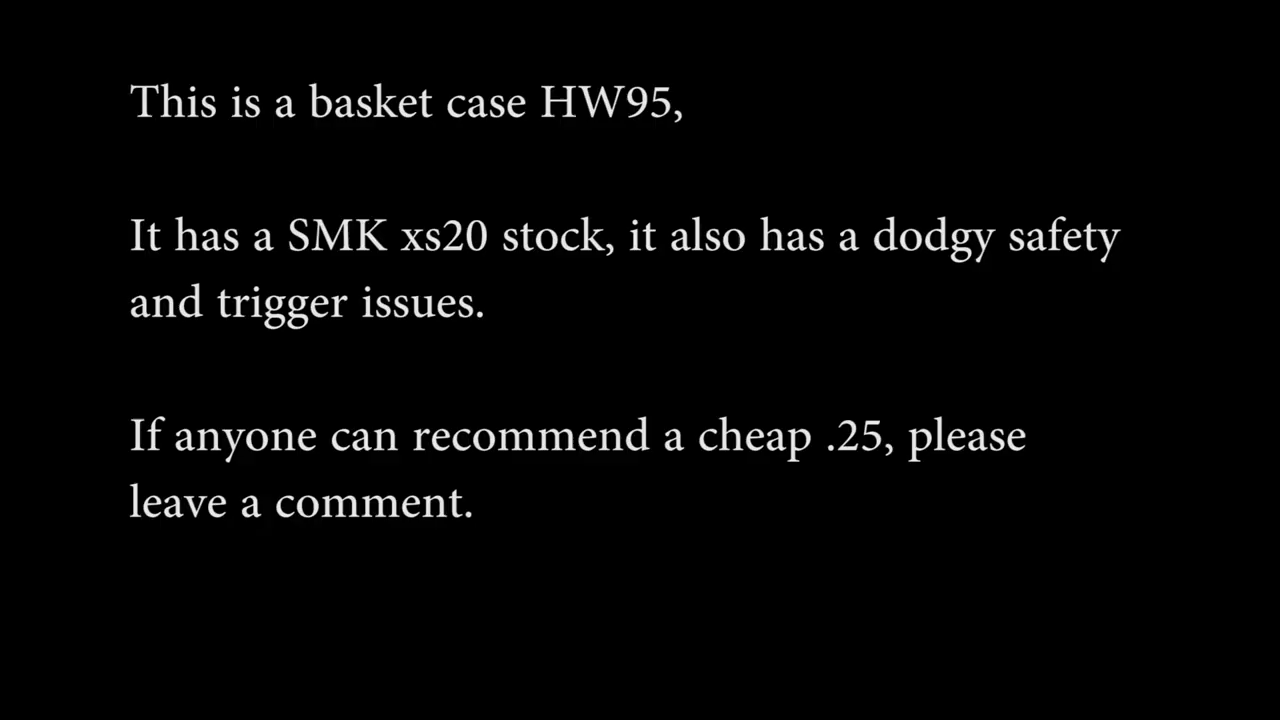 This is a basket case HW95,
It has a SMK xs20 stock, it also has a dodgy safety
and trigger issues.
If anyone can recommend a cheap .25, please
leave a comment.